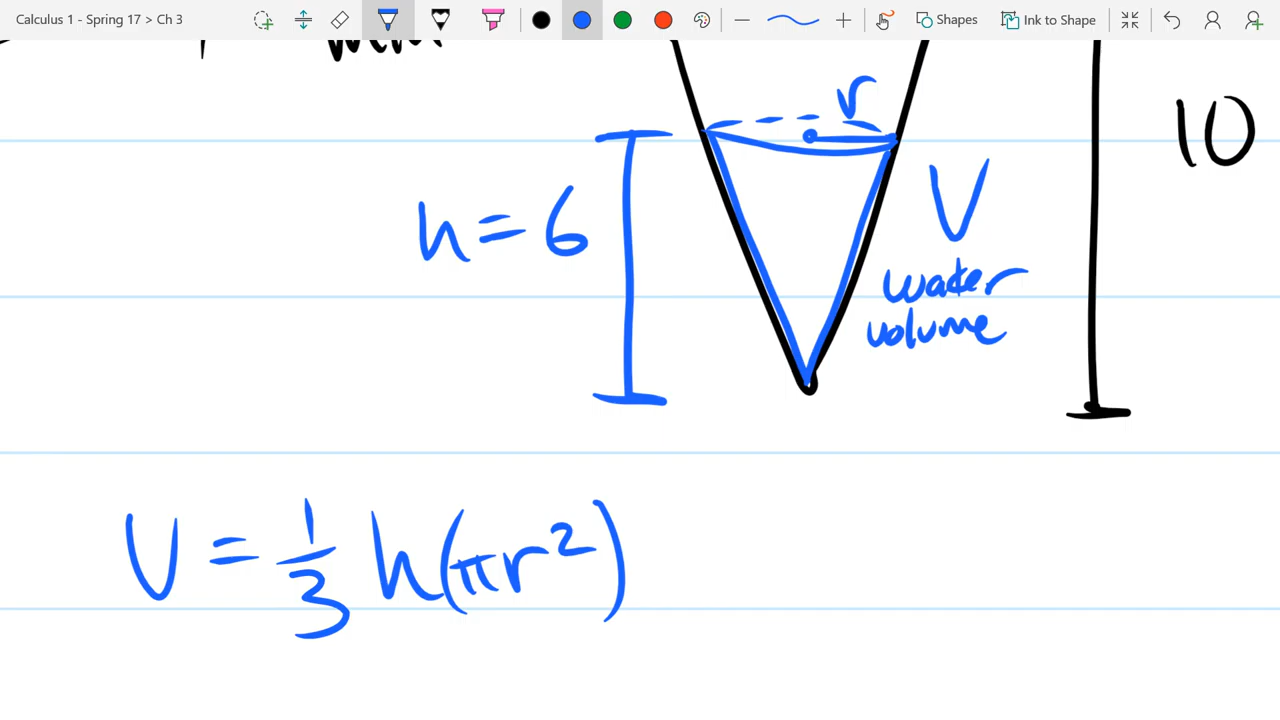 Calculus 1 - Spring 17 > Ch 3
Shapes
Ink to Shape
r
10
h = 6
V
water
volume
V = 1/3 h(πr²)